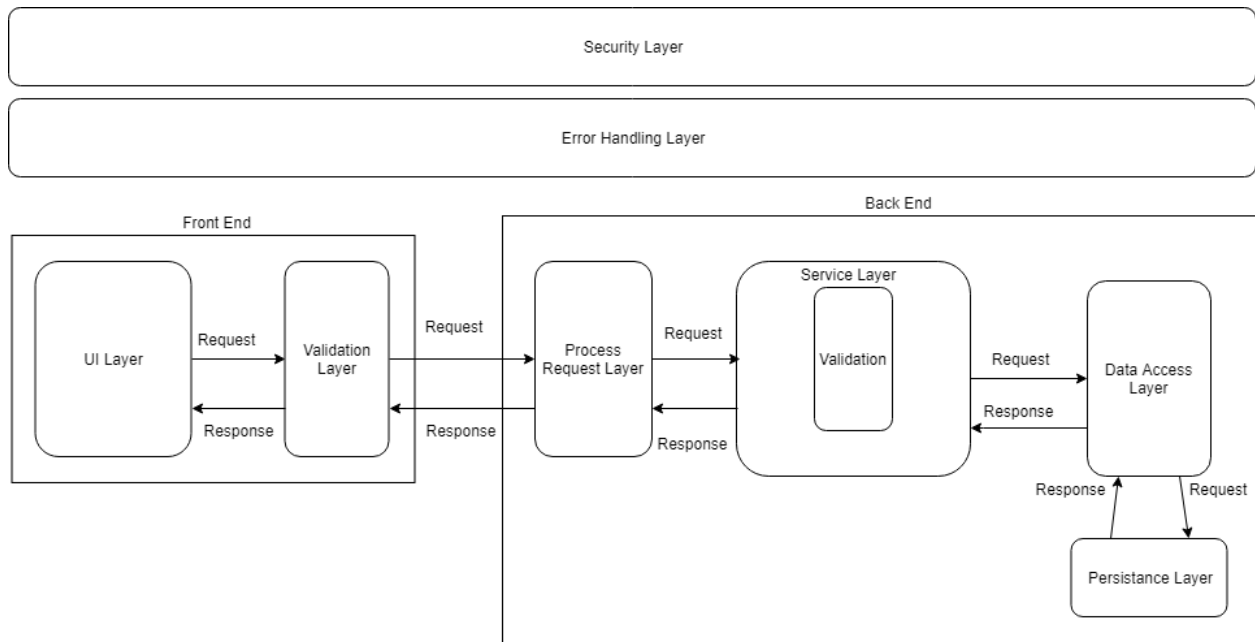 Security Layer
Error Handling Layer
Front End
Back End
UI Layer
Request
Response
Validation
Layer
Request
Response
Process
Request Layer
Request
Response
Service Layer
Validation
Request
Response
Data Access
Layer
Response
Request
Persistance Layer